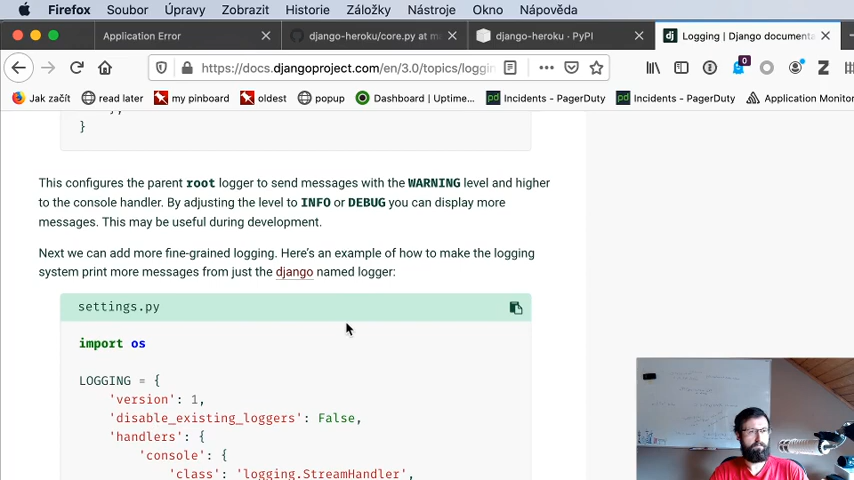 Firefox Soubor Úpravy Zobrazit Historie Záložky Nástroje Okno Nápověda
Application Error django-heroku/core.py at ma django-heroku · PyPI Logging | Django documenta
https://docs.djangoproject.com/en/3.0/topics/loggin 0
Jak začít read later my pinboard oldest popup Dashboard | Uptime... Incidents - PagerDuty Incidents - PagerDuty Application Monitor
}
This configures the parent root logger to send messages with the WARNING level and higher
to the console handler. By adjusting the level to INFO or DEBUG you can display more
messages. This may be useful during development.
Next we can add more fine-grained logging. Here's an example of how to make the logging
system print more messages from just the django named logger:
settings.py
import os
LOGGING = {
'version': 1,
'disable_existing_loggers': False,
'handlers': {
'console': {
'class': 'logging.StreamHandler',